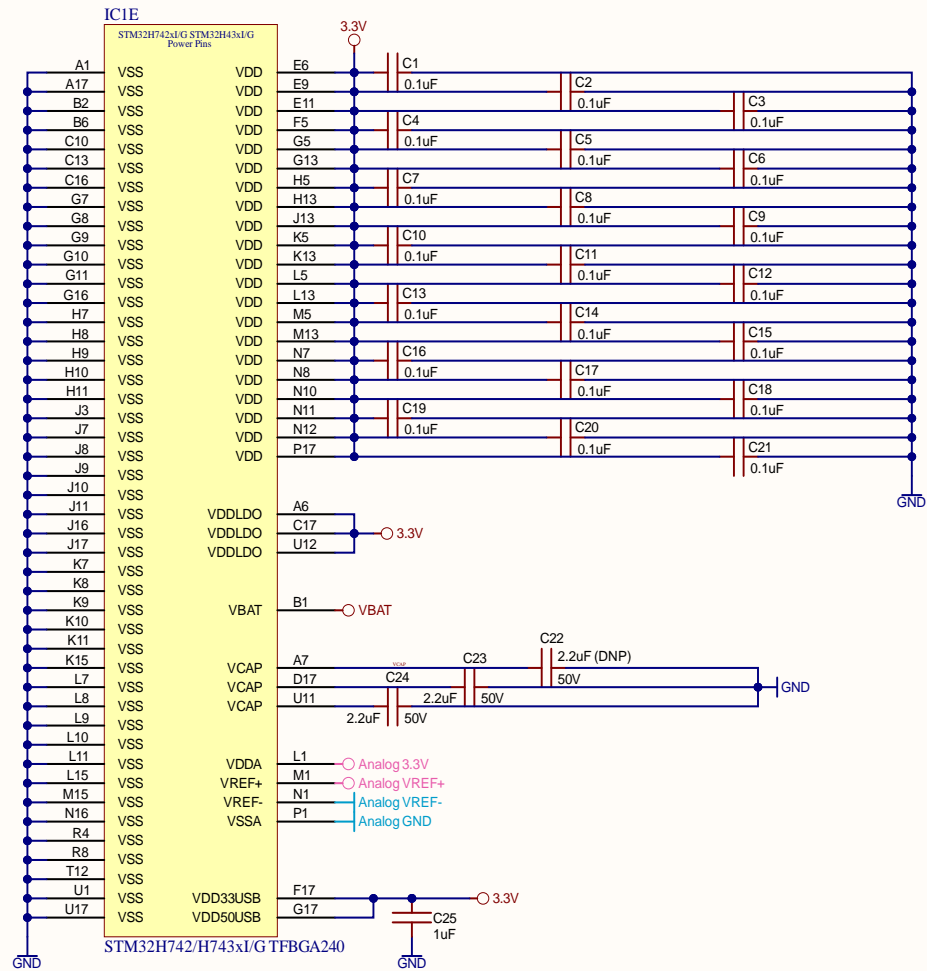 IC1E
STM32H742xI/G STM32H43xI/G
Power Pins
3.3V
A1 VSS VDD E6 C1 0.1uF
A17 VSS VDD E9 C2 0.1uF
B2 VSS VDD E11 C3 0.1uF
B6 VSS VDD F5 C4 0.1uF
C10 VSS VDD G5 C5 0.1uF
C13 VSS VDD G13 C6 0.1uF
C16 VSS VDD H5 C7 0.1uF
G7 VSS VDD H13 C8 0.1uF
G8 VSS VDD J13 C9 0.1uF
G9 VSS VDD K5 C10 0.1uF
G10 VSS VDD K13 C11 0.1uF
G11 VSS VDD L5 C12 0.1uF
G16 VSS VDD L13 C13 0.1uF
H7 VSS VDD M5 C14 0.1uF
H8 VSS VDD M13 C15 0.1uF
H9 VSS VDD N7 C16 0.1uF
H10 VSS VDD N8 C17 0.1uF
H11 VSS VDD N10 C18 0.1uF
J3 VSS VDD N11 C19 0.1uF
J7 VSS VDD N12 C20 0.1uF
J8 VSS VDD P17 C21 0.1uF
J9 VSS
J10 VSS GND
J11 VSS VDDLDO A6
J16 VSS VDDLDO C17 3.3V
J17 VSS VDDLDO U12
K7 VSS
K8 VSS
K9 VSS VBAT B1 VBAT
K10 VSS
K11 VSS
K15 VSS VCAP A7 VCAP C22 2.2uF (DNP) 50V
L7 VSS VCAP D17 C23 2.2uF 50V GND
L8 VSS VCAP U11 C24 2.2uF 50V
L9 VSS
L10 VSS
L11 VSS VDDA L1 Analog 3.3V
L15 VSS VREF+ M1 Analog VREF+
M15 VSS VREF- N1 Analog VREF-
N16 VSS VSSA P1 Analog GND
R4 VSS
R8 VSS
T12 VSS
U1 VSS VDD33USB F17 3.3V
U17 VSS VDD50USB G17 C25 1uF
STM32H742/H743xI/G TFBGA240
GND GND